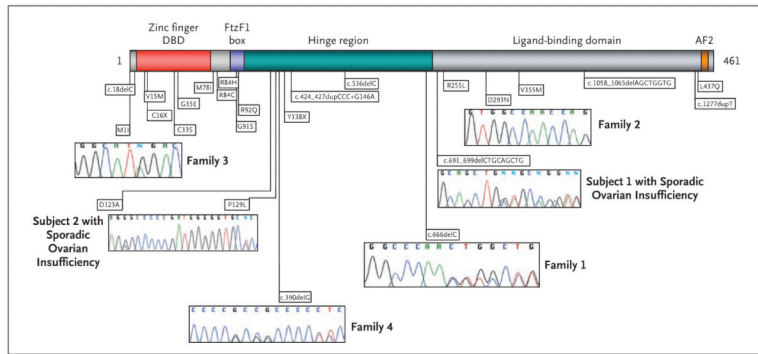 Zinc finger
DBD
FtzF1
box
Hinge region
Ligand-binding domain
AF2
1
461
c.18delC
V15M
C16X
G35E
C33S
M78I
R84H
R84C
R92Q
G91S
c.536delC
c.424_427dupCCC+G146A
Y138X
R255L
D293N
V355M
c.1058_1065delAGCTGGTG
L437Q
c.1277dupT
M1I
G G C A T N G A C
Family 3
G T G G C C A A C C A G
Family 2
c.691_699delCTGCAGCTG
G C A G C T G N N G C N G G N N
Subject 1 with Sporadic
Ovarian Insufficiency
D123A
P129L
Subject 2 with
Sporadic
Ovarian
Insufficiency
c.666delC
G G C C C A A C T G G C T G
Family 1
c.390delG
C C C C G C C G C C C C C T C
Family 4